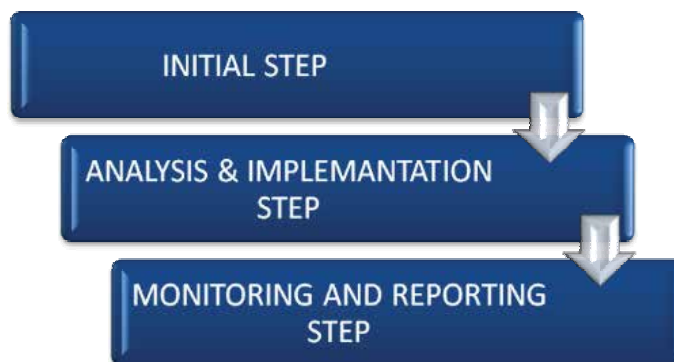 INITIAL STEP
ANALYSIS & IMPLEMANTATION
STEP
MONITORING AND REPORTING
STEP